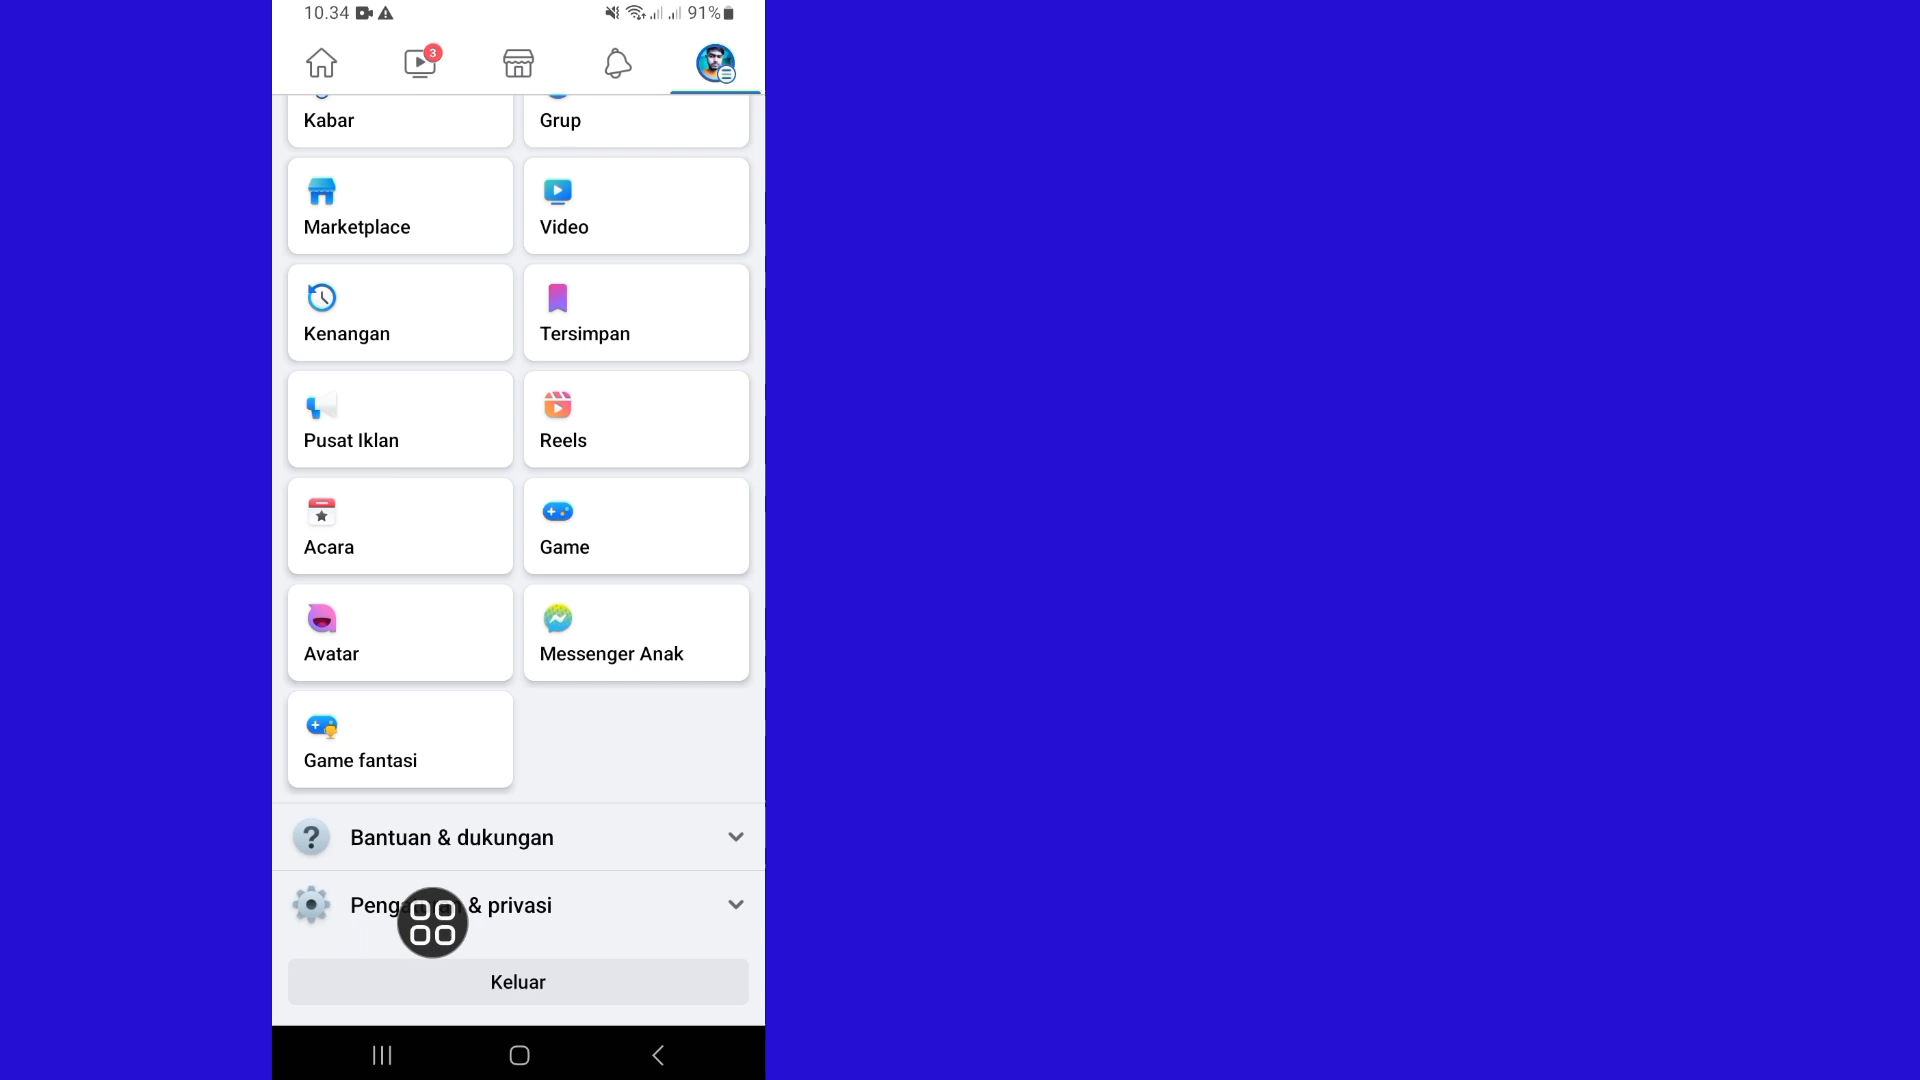 10.34 91%
3
Kabar Grup
Marketplace Video
Kenangan Tersimpan
Pusat Iklan Reels
Acara Game
Avatar Messenger Anak
Game fantasi
Bantuan & dukungan
& privasi
Keluar